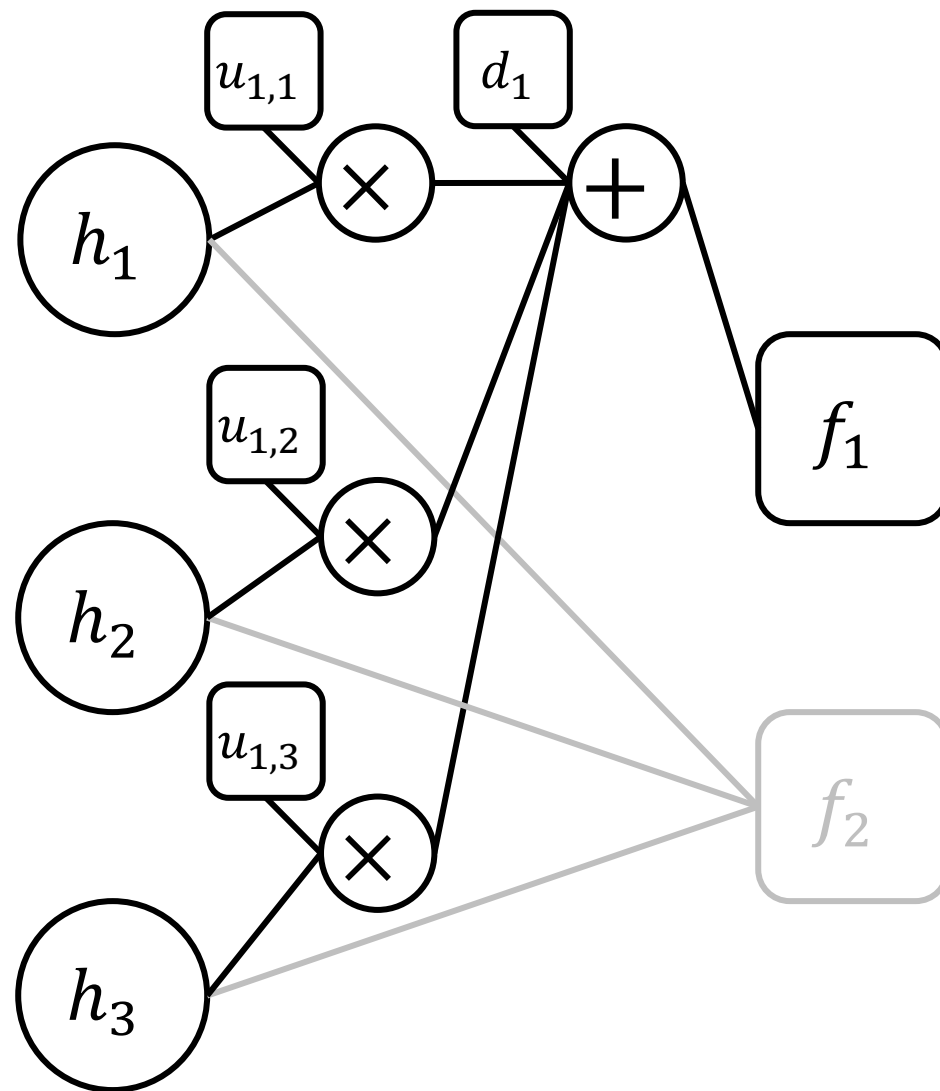 u₁,₁
d₁
×
+
h₁
u₁,₂
f₁
×
h₂
u₁,₃
f₂
×
h₃